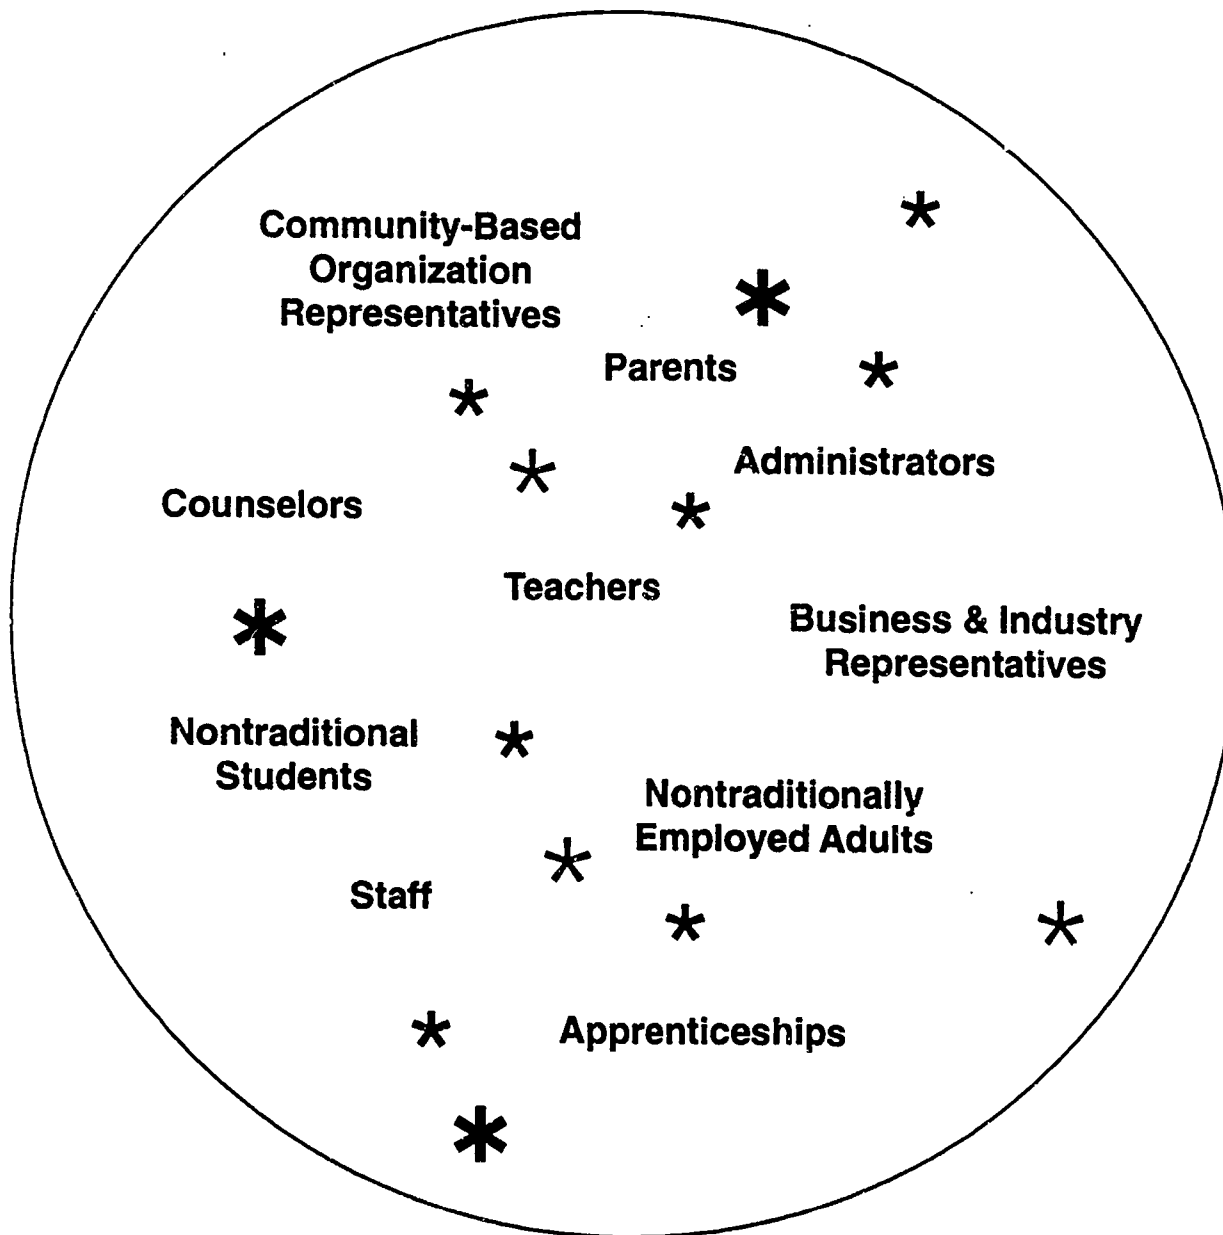 Community-Based
Organization
Representatives
Parents
Administrators
Counselors
Teachers
Business & Industry
Representatives
Nontraditional
Students
Nontraditionally
Employed Adults
Staff
Apprenticeships